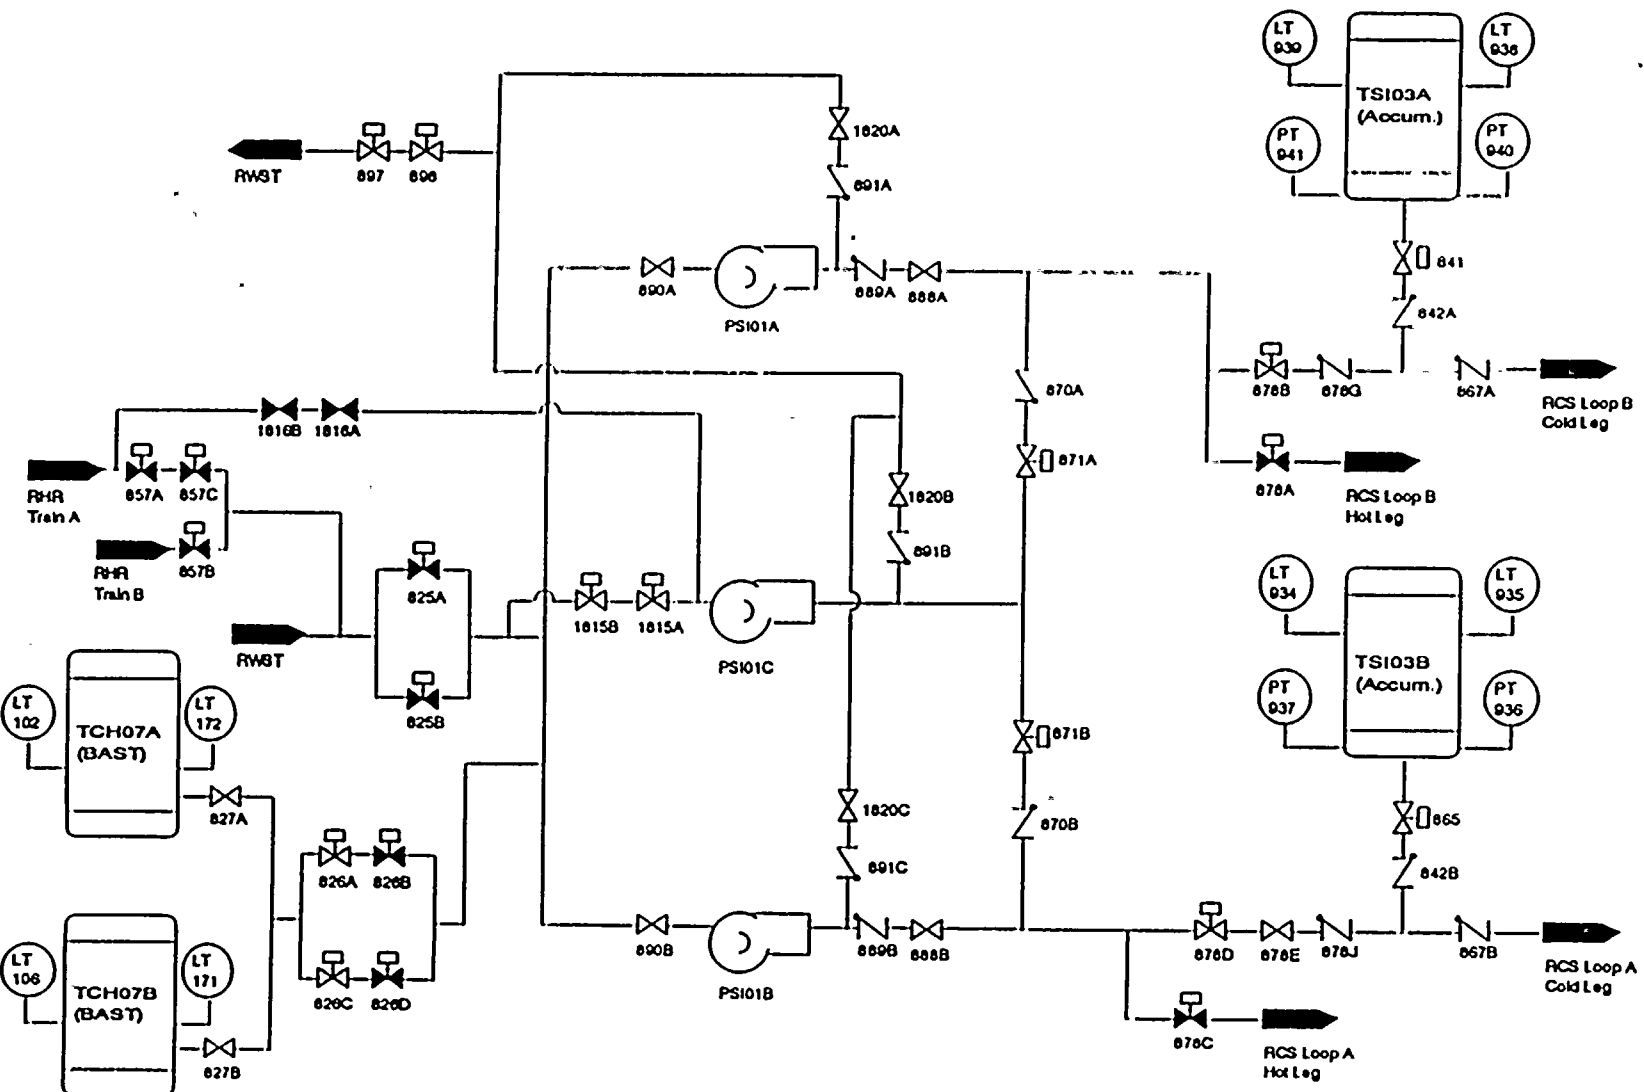 LT
939
LT
938
TSI03A
(Accum.)
PT
941
PT
940
1820A
RWST
897
898
891A
841
890A
889A
888A
PSI01A
842A
870A
878B
878G
867A
RCS Loop B
Cold Leg
1816B
1816A
871A
857A
857C
878A
RCS Loop B
Hot Leg
RHR
Train A
1820B
857B
891B
RHR
Train B
825A
LT
934
LT
935
1815B
1815A
RWST
PSI01C
TSI03B
(Accum.)
PT
937
PT
936
LT
102
LT
172
825B
TCH07A
(BAST)
871B
827A
1820C
870B
865
826A
826B
891C
842B
LT
106
LT
171
890B
889B
888B
878D
878E
878J
867B
RCS Loop A
Cold Leg
TCH07B
(BAST)
826C
826D
PSI01B
878C
RCS Loop A
Hot Leg
827B